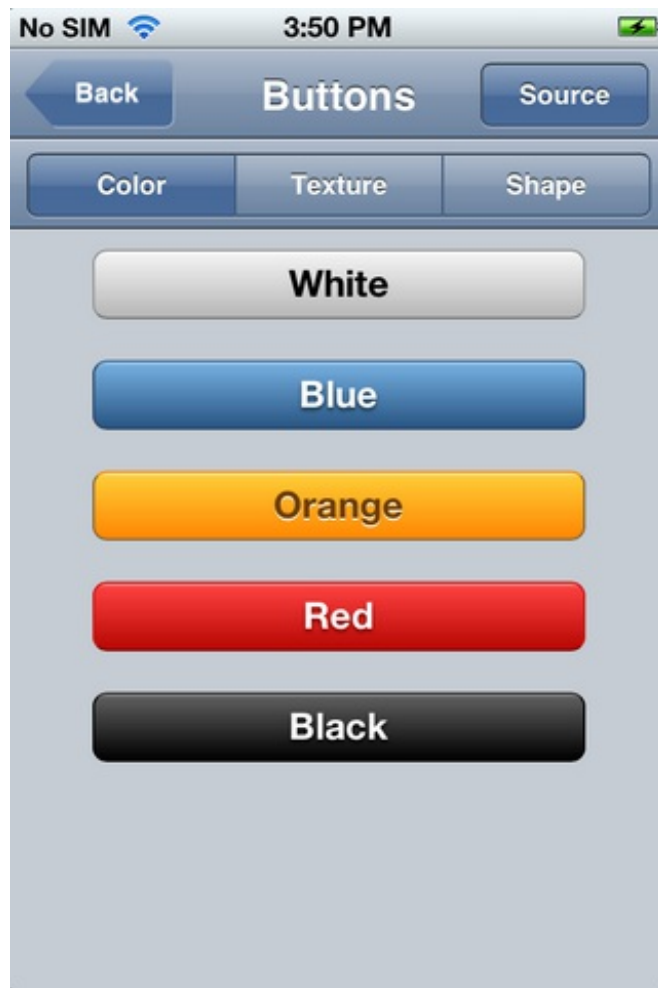 No SIM 3:50 PM
Back Buttons Source
Color Texture Shape
White
Blue
Orange
Red
Black